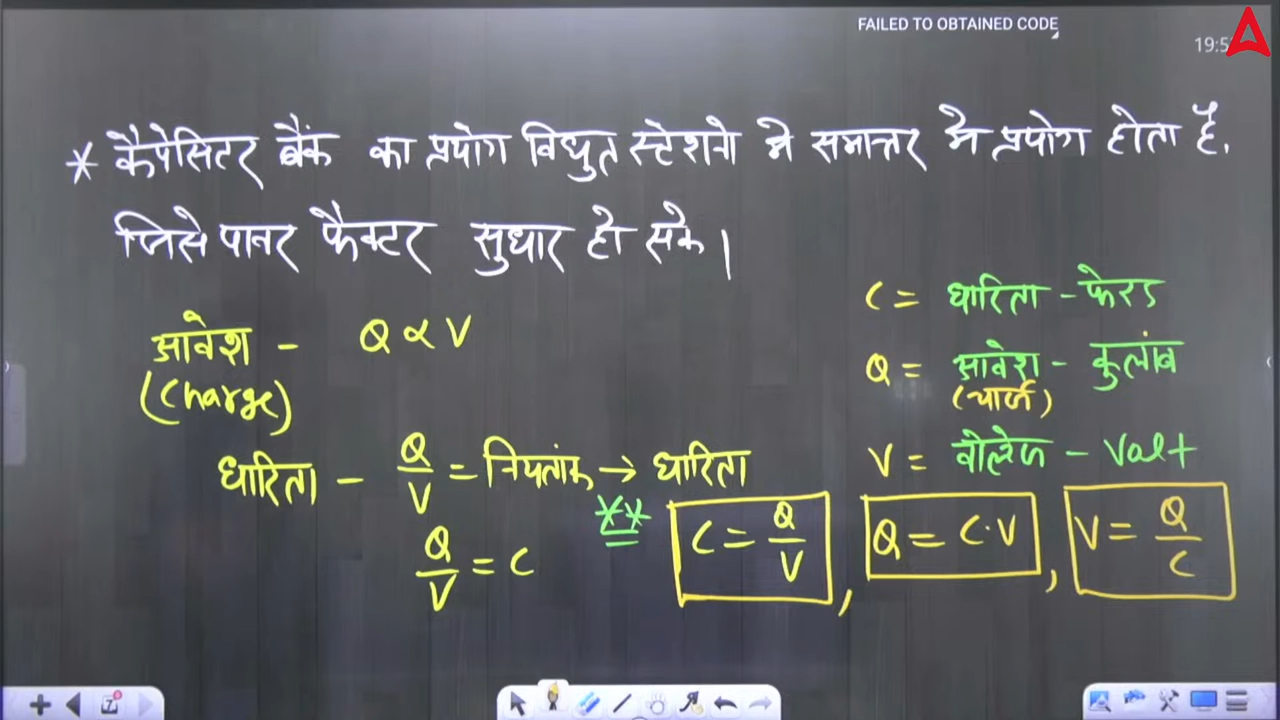 FAILED TO OBTAINED CODE
19:5
* कैपेसिटर बैंक का प्रयोग विधुत स्टेशनो मे समान्तर मे प्रयोग होता है.
जिसे पावर फैक्टर सुधार हो सके।
आवेश - Q ∝ V
(Charge)
धारिता - Q/V = नियतांक → धारिता
Q/V = C
C = धारिता - फेरड
Q = आवेश - कुलांब
(चार्ज)
V = वोल्टेज - Valt
** C = Q/V , Q = C·V , V = Q/C